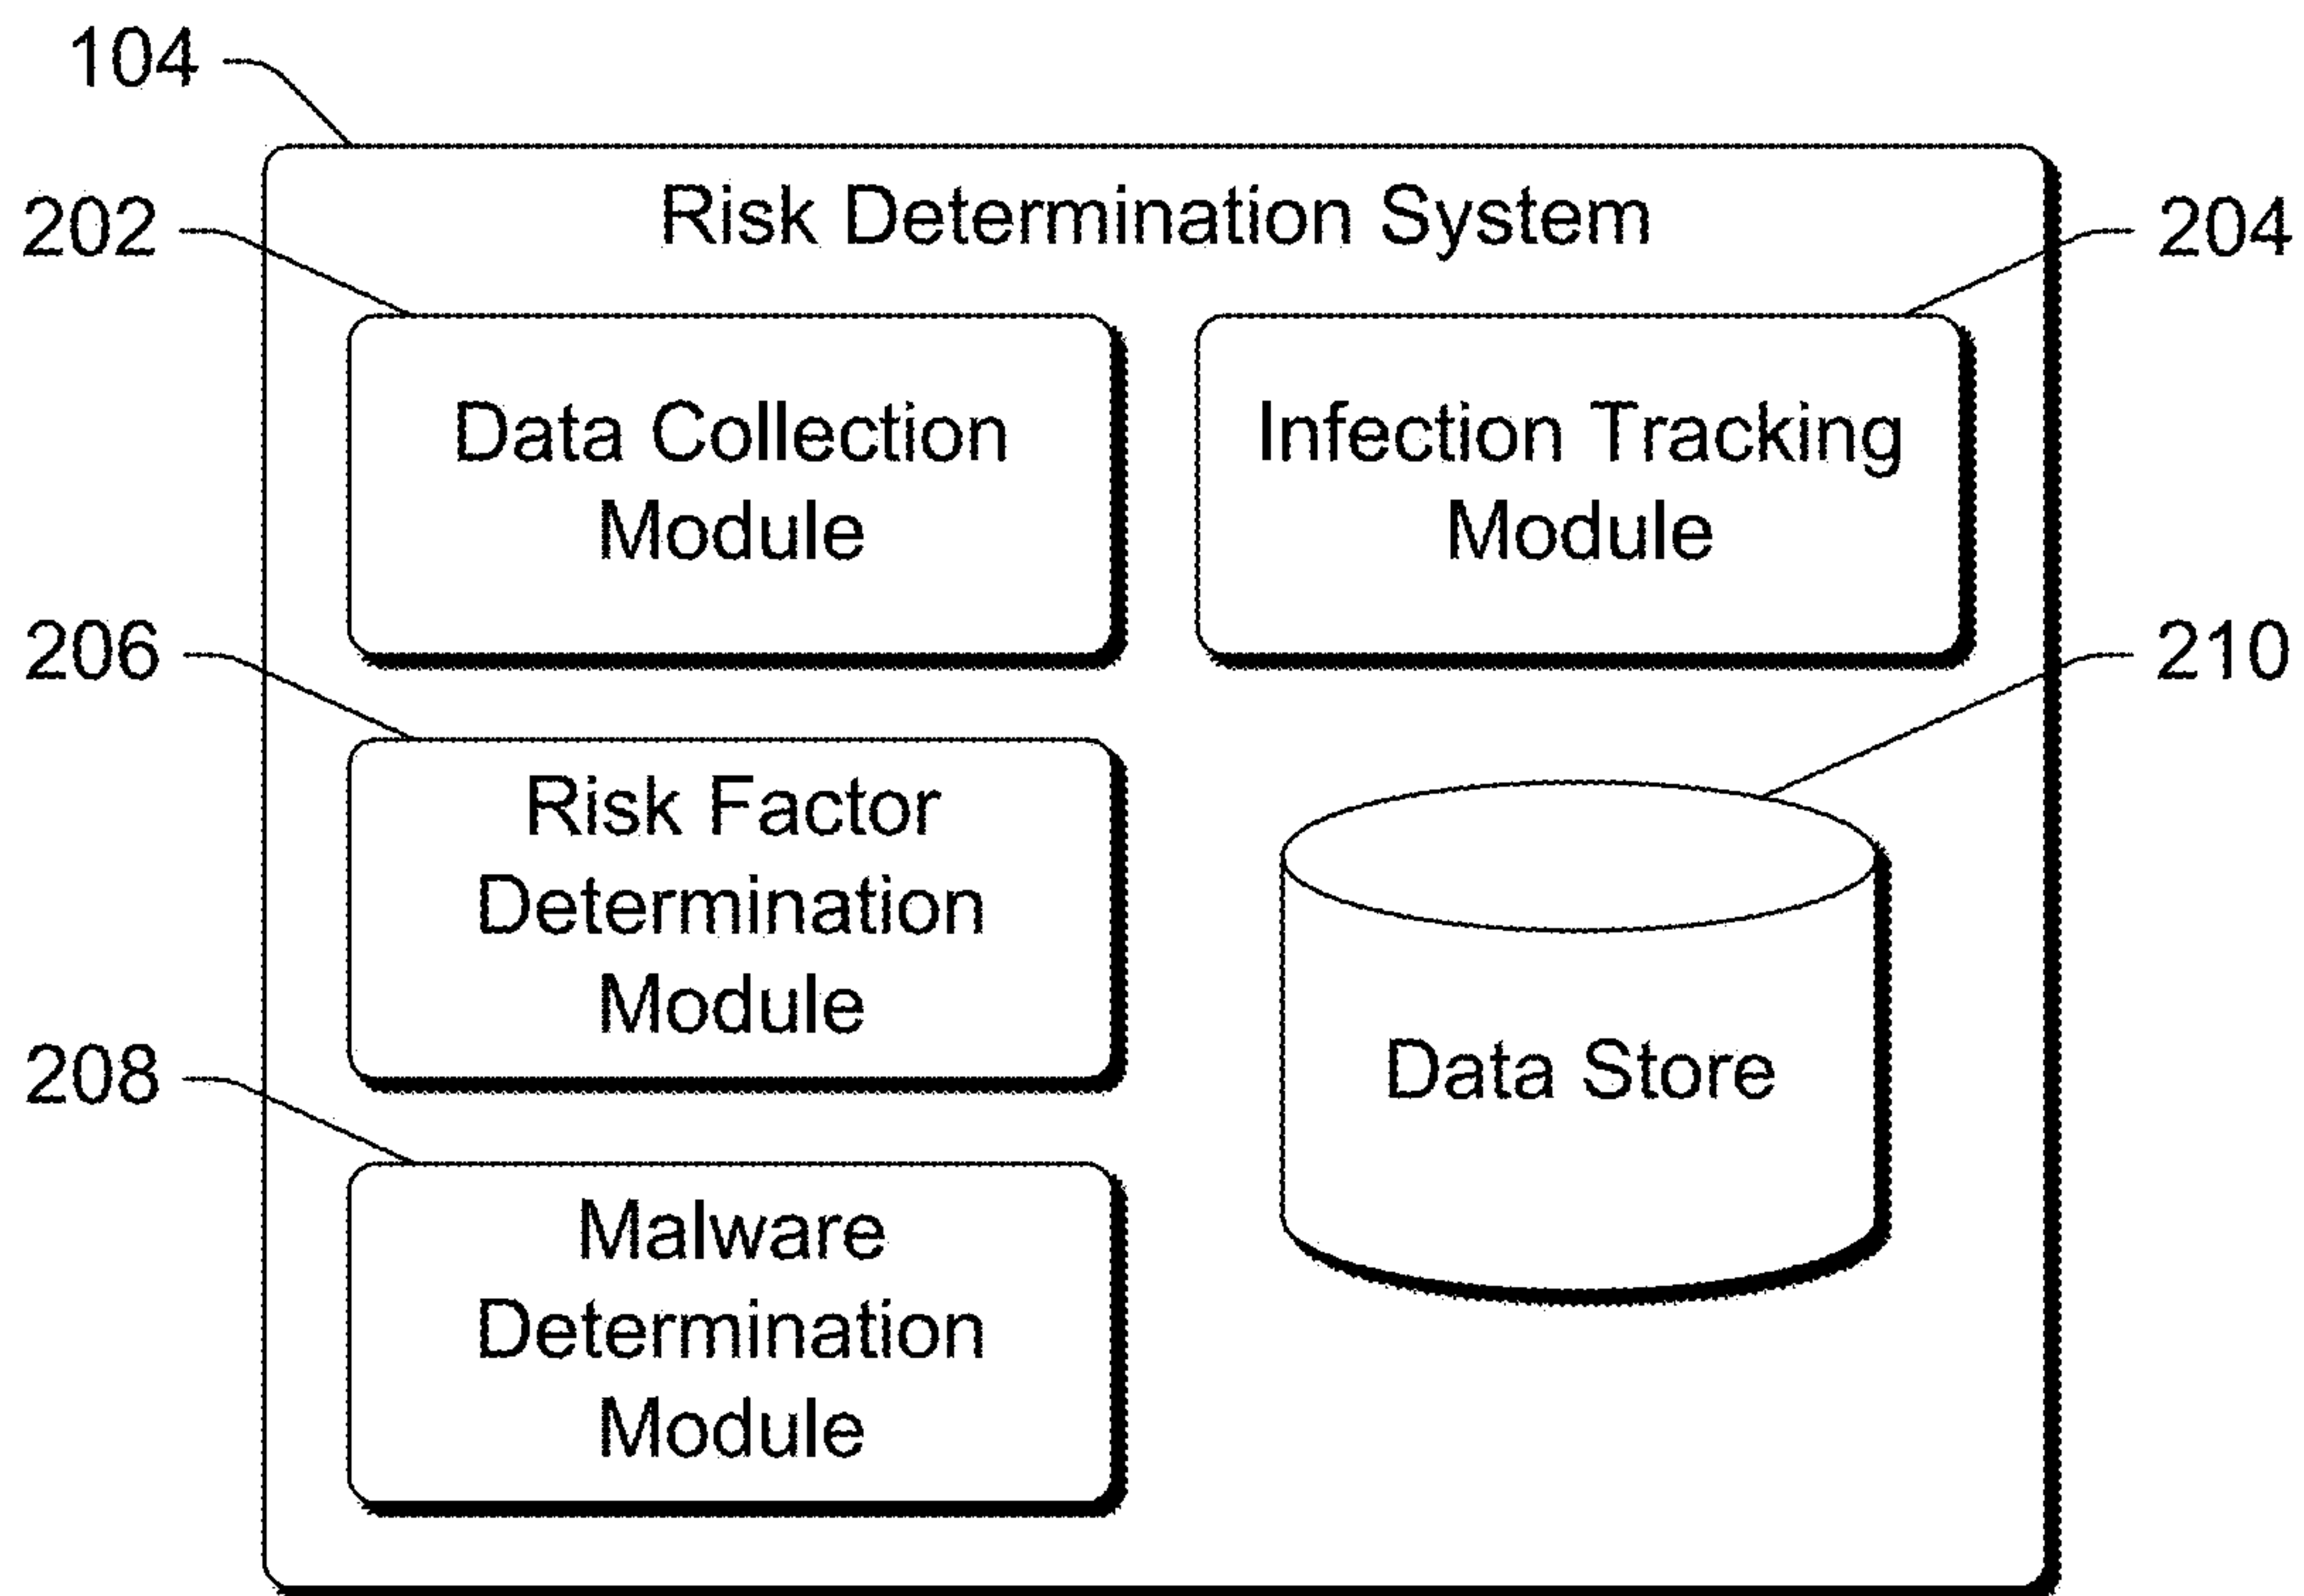 104
Risk Determination System
202
204
Data Collection
Module
Infection Tracking
Module
206
210
Risk Factor
Determination
Module
Data Store
208
Malware
Determination
Module